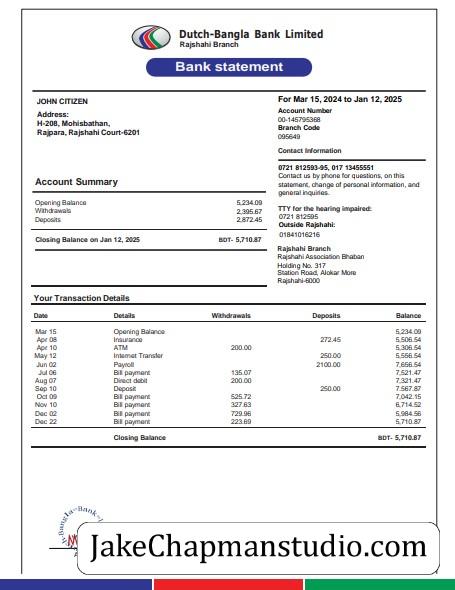 Dutch-Bangla Bank Limited
Rajshahi Branch
Bank statement
JOHN CITIZEN
Address:
H-208, Mohisbathan,
Rajpara, Rajshahi Court-6201
For Mar 15, 2024 to Jan 12, 2025
Account Number
00-145795368
Branch Code
095649
Contact Information
0721 812593-95, 017 13455551
Contact us by phone for questions, on this
statement, change of personal information, and
general inquiries.
TTY for the hearing impaired:
0721 812595
Outside Rajshahi:
01841016216
Rajshahi Branch
Rajshahi Association Bhaban
Holding No. 317
Station Road, Alokar More
Rajshahi-6000
Account Summary
Opening Balance 5,234.09
Withdrawals 2,395.67
Deposits 2,872.45
Closing Balance on Jan 12, 2025 BDT- 5,710.87
Your Transaction Details
Date Details Withdrawals Deposits Balance
Mar 15 Opening Balance 5,234.09
Apr 08 Insurance 272.45 5,506.54
Apr 10 ATM 200.00 5,306.54
May 12 Internet Transfer 250.00 5,556.54
Jun 02 Payroll 2100.00 7,656.54
Jul 06 Bill payment 135.07 7,521.47
Aug 07 Direct debit 200.00 7,321.47
Sep 10 Deposit 250.00 7,567.87
Oct 09 Bill payment 525.72 7,042.15
Nov 10 Bill payment 327.63 6,714.52
Dec 02 Bill payment 729.96 5,984.56
Dec 22 Bill payment 223.69 5,710.87
Closing Balance BDT- 5,710.87
Bangla-Bank
JakeChapmanstudio.com